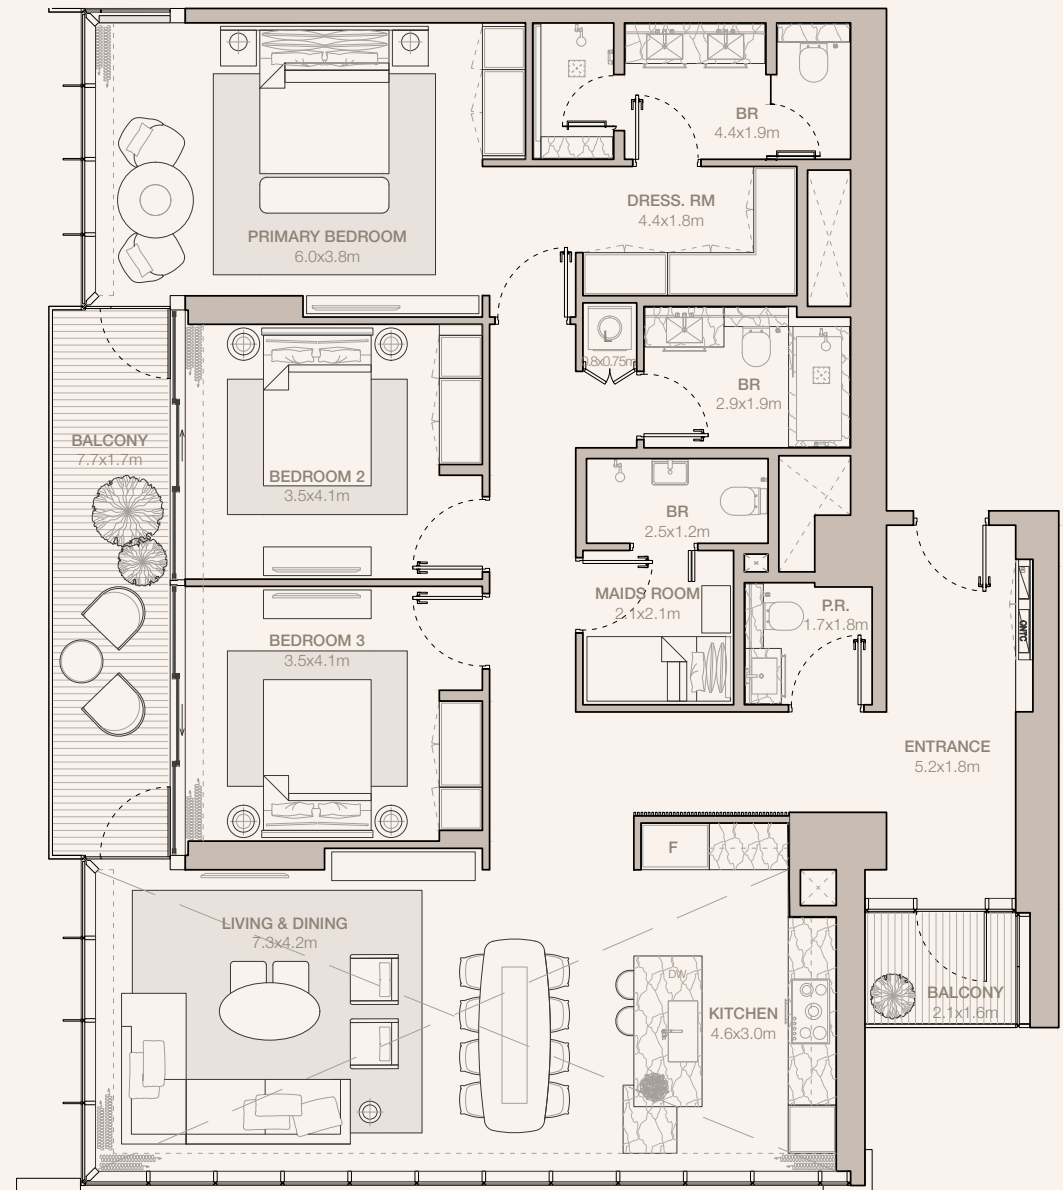 BR
4.4x1.9m
DRESS. RM
4.4x1.8m
PRIMARY BEDROOM
6.0x3.8m
L
0.8x0.75m
BR
2.9x1.9m
BALCONY
7.7x1.7m
BEDROOM 2
3.5x4.1m
BR
2.5x1.2m
MAIDS ROOM
2.1x2.1m
P.R.
1.7x1.8m
BEDROOM 3
3.5x4.1m
ENTRANCE
5.2x1.8m
F
LIVING & DINING
7.3x4.2m
DW
KITCHEN
4.6x3.0m
BALCONY
2.1x1.6m